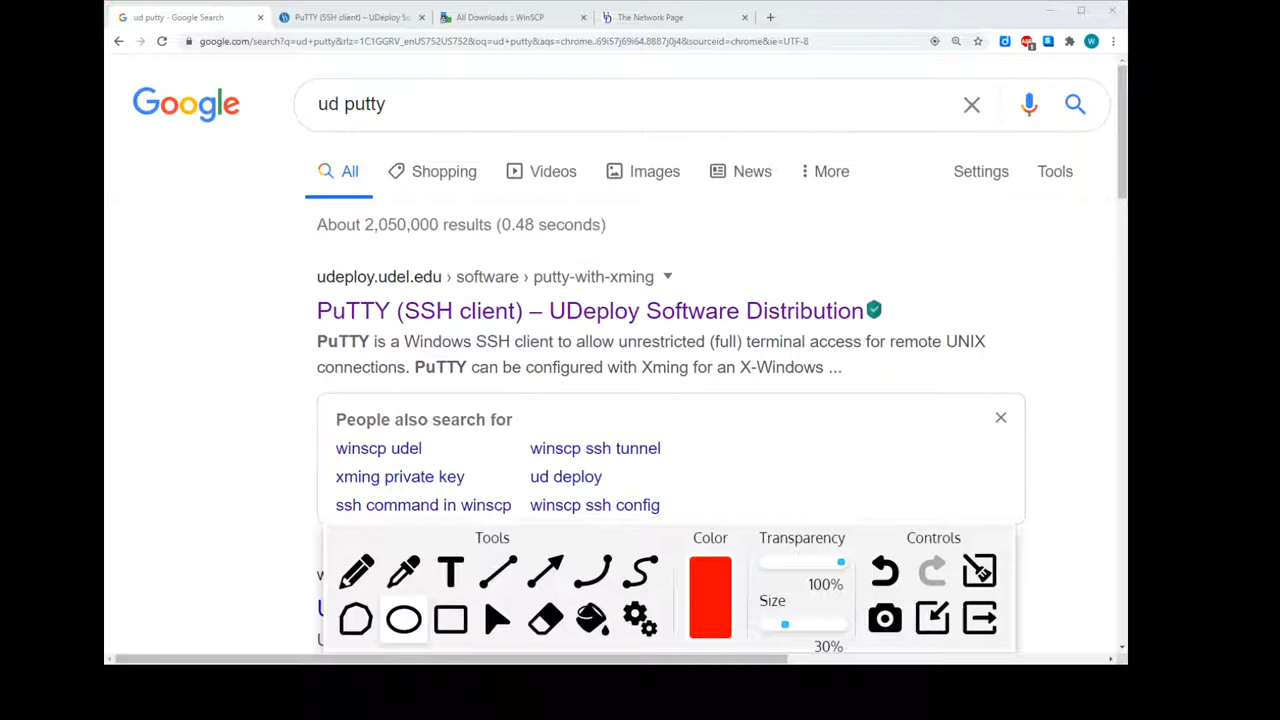 ud putty - Google Search
PuTTY (SSH client) – UDeploy So
All Downloads :: WinSCP
The Network Page
google.com/search?q=ud+putty&rlz=1C1GGRV_enUS752US752&oq=ud+putty&aqs=chrome..69i57j69i64.8887j0j4&sourceid=chrome&ie=UTF-8
Google
ud putty
All
Shopping
Videos
Images
News
More
Settings
Tools
About 2,050,000 results (0.48 seconds)
udeploy.udel.edu › software › putty-with-xming
PuTTY (SSH client) – UDeploy Software Distribution
PuTTY is a Windows SSH client to allow unrestricted (full) terminal access for remote UNIX
connections. PuTTY can be configured with Xming for an X-Windows ...
People also search for
winscp udel
winscp ssh tunnel
xming private key
ud deploy
ssh command in winscp
winscp ssh config
Tools
Color
Transparency
Controls
100%
Size
30%